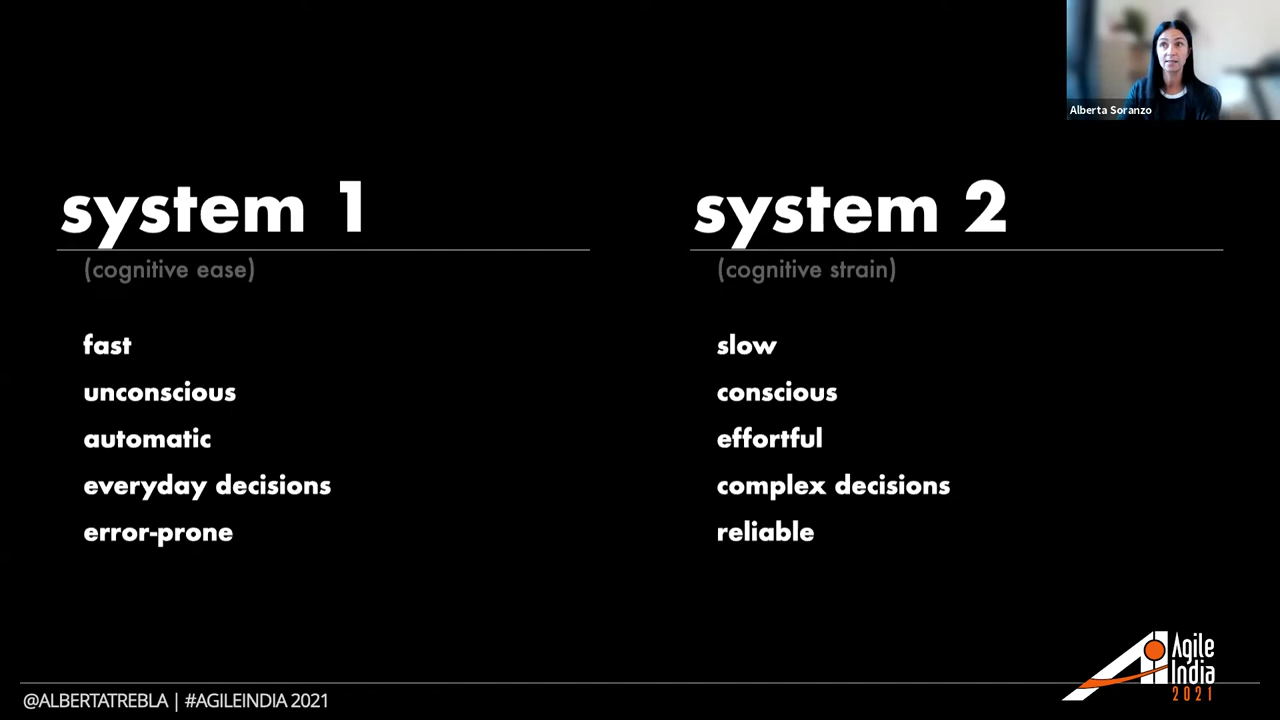 Alberta Soranzo
system 1
(cognitive ease)
fast
unconscious
automatic
everyday decisions
error-prone
system 2
(cognitive strain)
slow
conscious
effortful
complex decisions
reliable
Agile
India
2021
@ALBERTATREBLA | #AGILEINDIA 2021